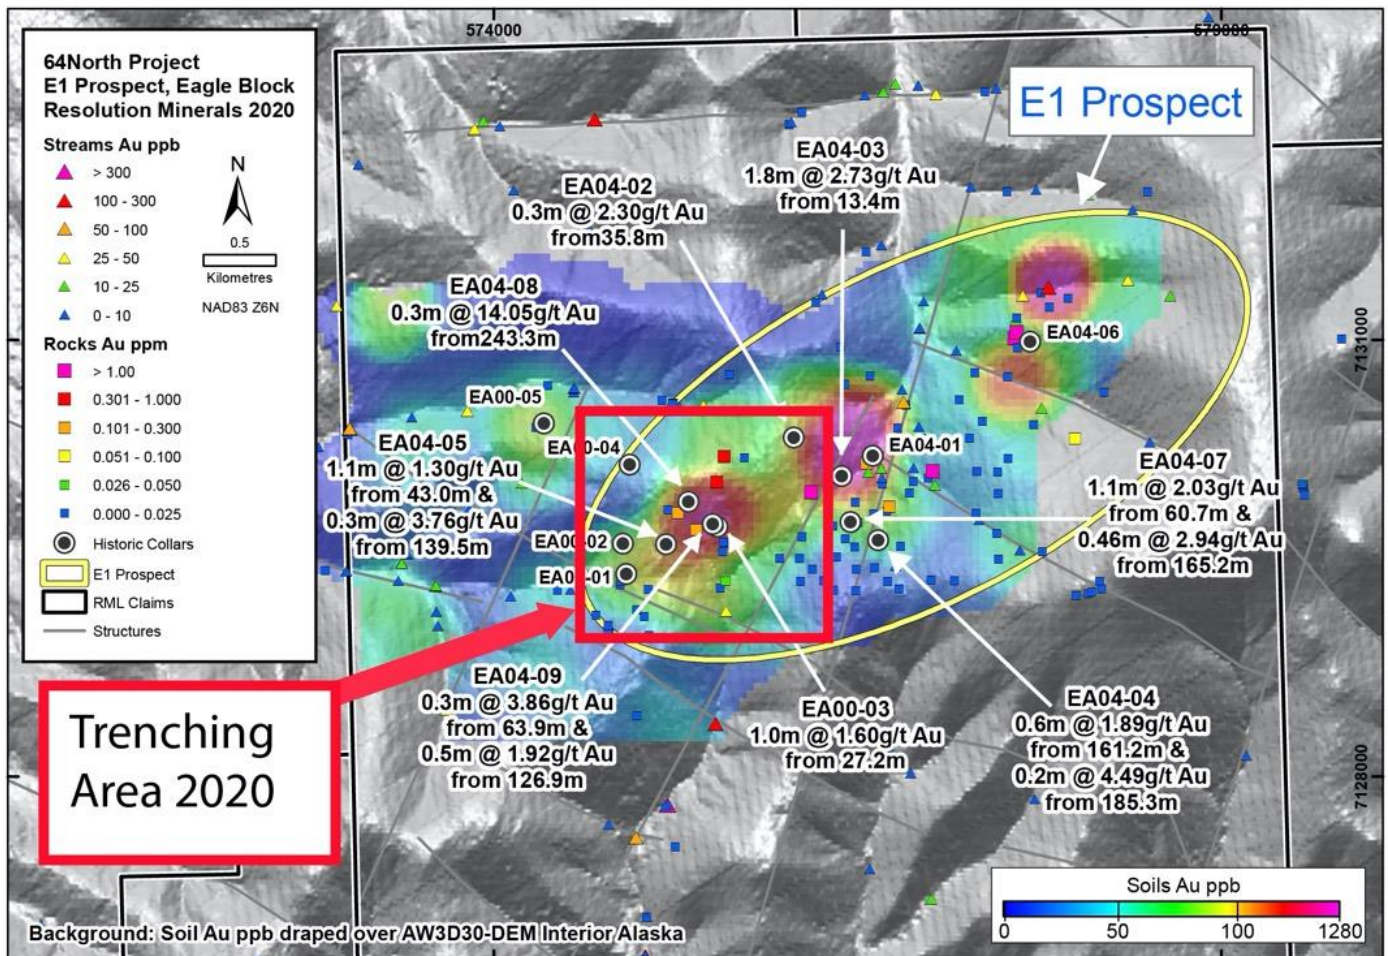 574000
579000
64North Project
E1 Prospect, Eagle Block
Resolution Minerals 2020
Streams Au ppb
> 300
100 - 300
50 - 100
25 - 50
10 - 25
0 - 10
N
0.5
Kilometres
NAD83 Z6N
Rocks Au ppm
> 1.00
0.301 - 1.000
0.101 - 0.300
0.051 - 0.100
0.026 - 0.050
0.000 - 0.025
Historic Collars
E1 Prospect
RML Claims
Structures
E1 Prospect
EA04-03
1.8m @ 2.73g/t Au
from 13.4m
EA04-02
0.3m @ 2.30g/t Au
from35.8m
EA04-08
0.3m @ 14.05g/t Au
from243.3m
EA04-06
7131000
EA00-05
EA00-04
EA04-05
1.1m @ 1.30g/t Au
from 43.0m &
0.3m @ 3.76g/t Au
from 139.5m
EA04-01
EA04-07
1.1m @ 2.03g/t Au
from 60.7m &
0.46m @ 2.94g/t Au
from 165.2m
EA00-02
EA00-01
EA04-09
0.3m @ 3.86g/t Au
from 63.9m &
0.5m @ 1.92g/t Au
from 126.9m
EA00-03
1.0m @ 1.60g/t Au
from 27.2m
EA04-04
0.6m @ 1.89g/t Au
from 161.2m &
0.2m @ 4.49g/t Au
from 185.3m
7128000
Trenching
Area 2020
Soils Au ppb
0 50 100 1280
Background: Soil Au ppb draped over AW3D30-DEM Interior Alaska